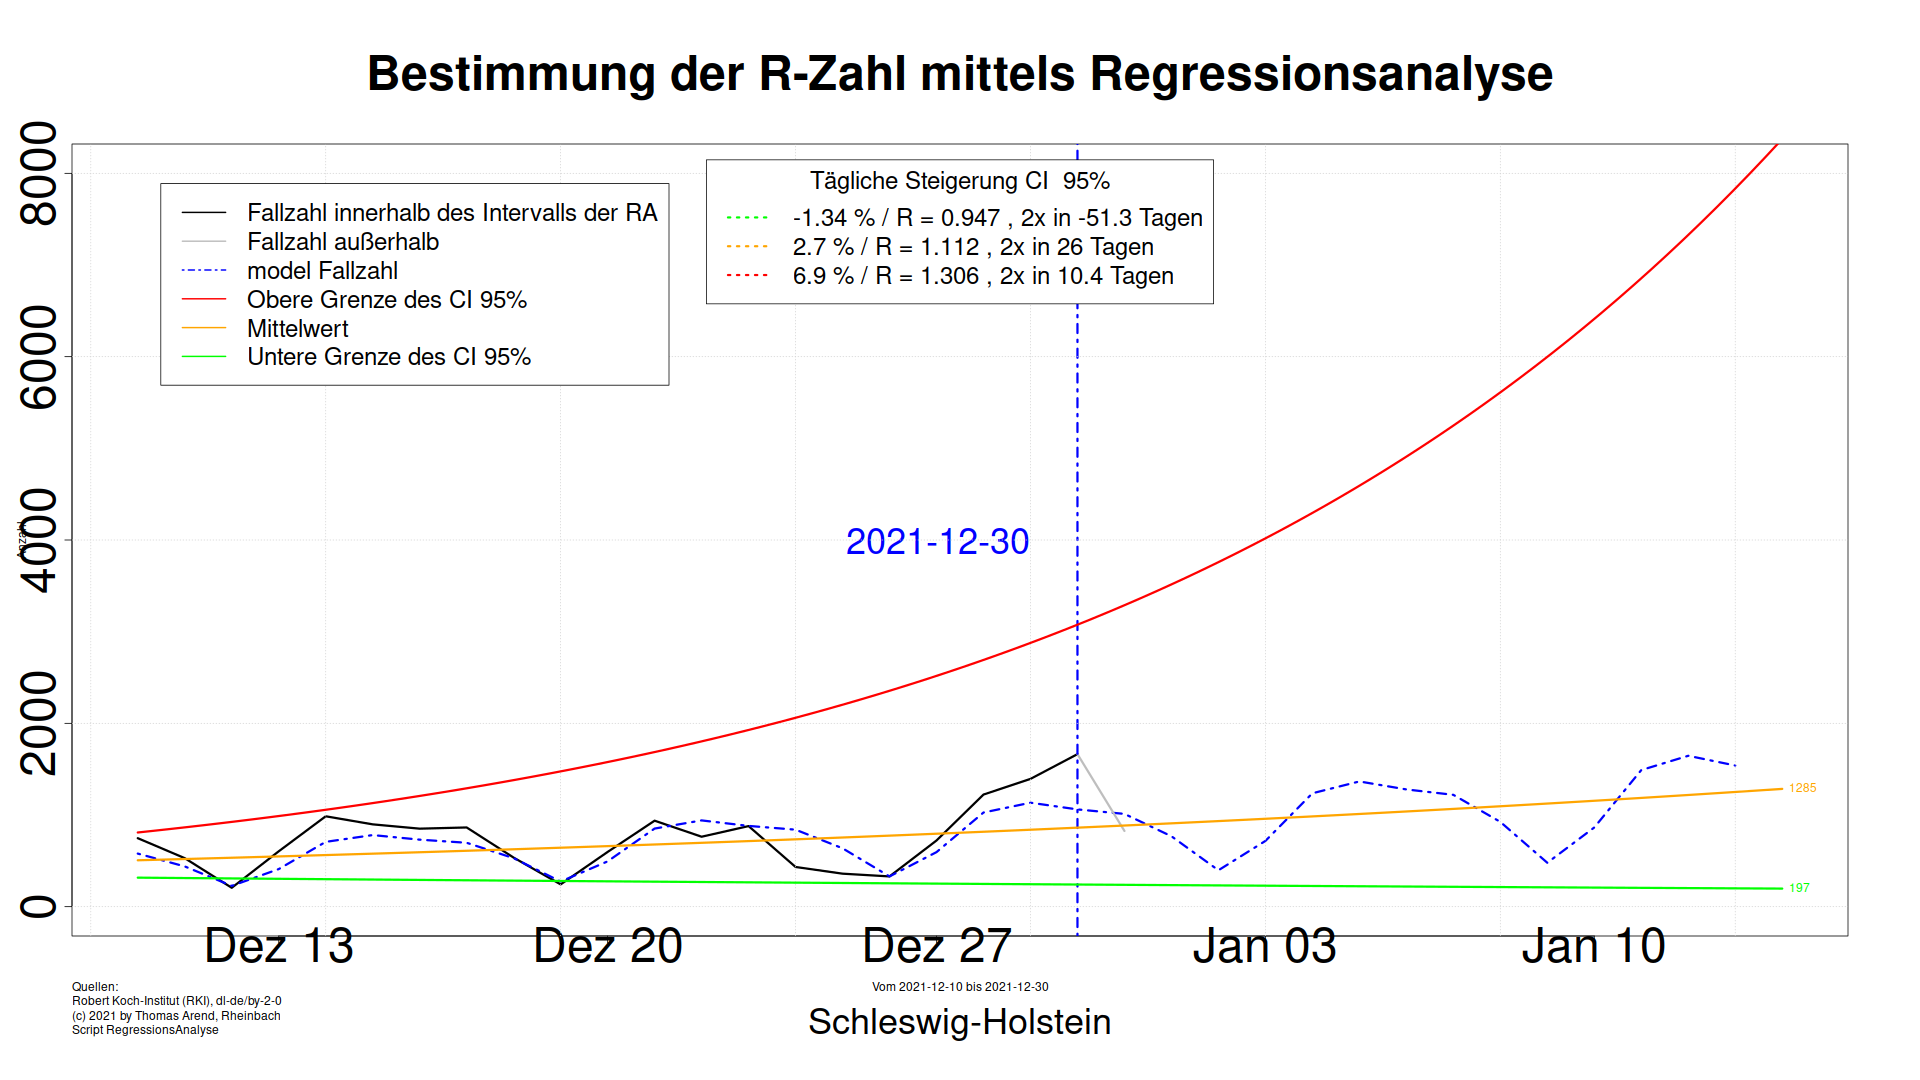 Bestimmung der R-Zahl mittels Regressionsanalyse
Anzahl
8000
6000
4000
2000
0
Fallzahl innerhalb des Intervalls der RA
Fallzahl außerhalb
model Fallzahl
Obere Grenze des CI 95%
Mittelwert
Untere Grenze des CI 95%
Tägliche Steigerung CI  95%
-1.34 % / R = 0.947 , 2x in -51.3 Tagen
2.7 % / R = 1.112 , 2x in 26 Tagen
6.9 % / R = 1.306 , 2x in 10.4 Tagen
2021-12-30
1285
197
Dez 13 Dez 20 Dez 27 Jan 03 Jan 10
Quellen:
Robert Koch-Institut (RKI), dl-de/by-2-0
(c) 2021 by Thomas Arend, Rheinbach
Script RegressionsAnalyse
Vom 2021-12-10 bis 2021-12-30
Schleswig-Holstein